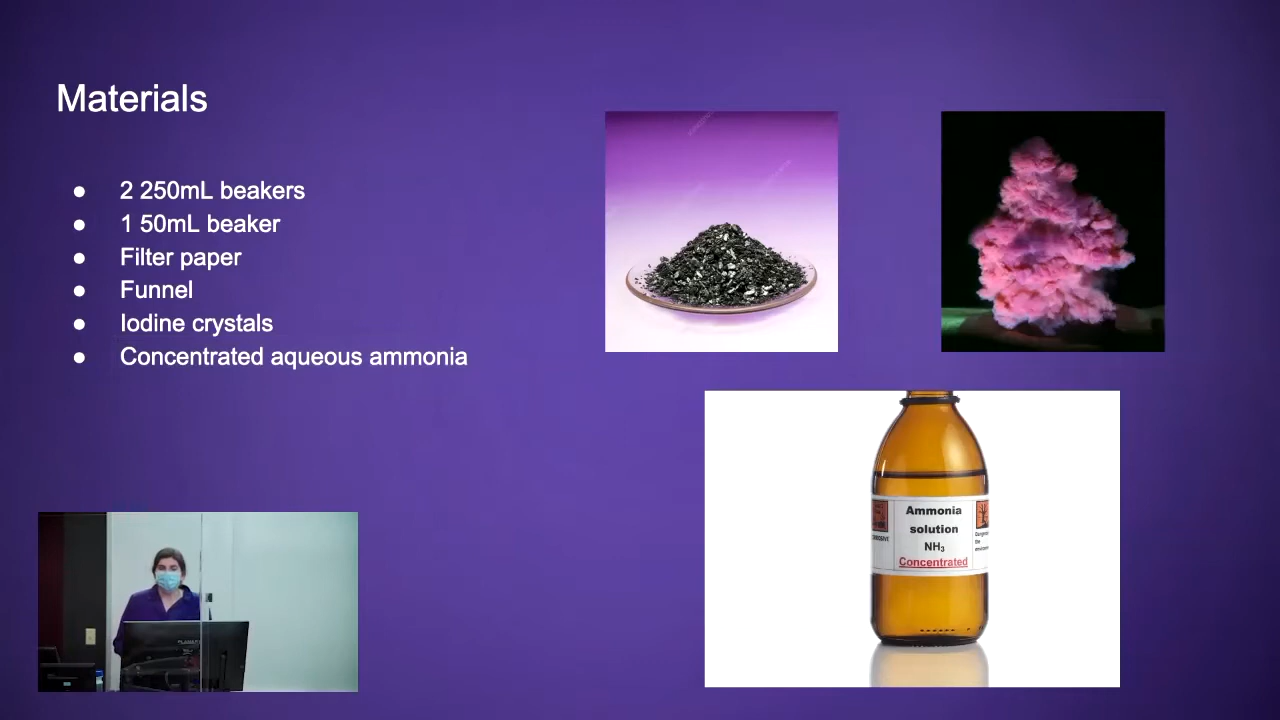 Materials
● 2 250mL beakers
● 1 50mL beaker
● Filter paper
● Funnel
● Iodine crystals
● Concentrated aqueous ammonia
Ammonia
solution
NH₃
Concentrated